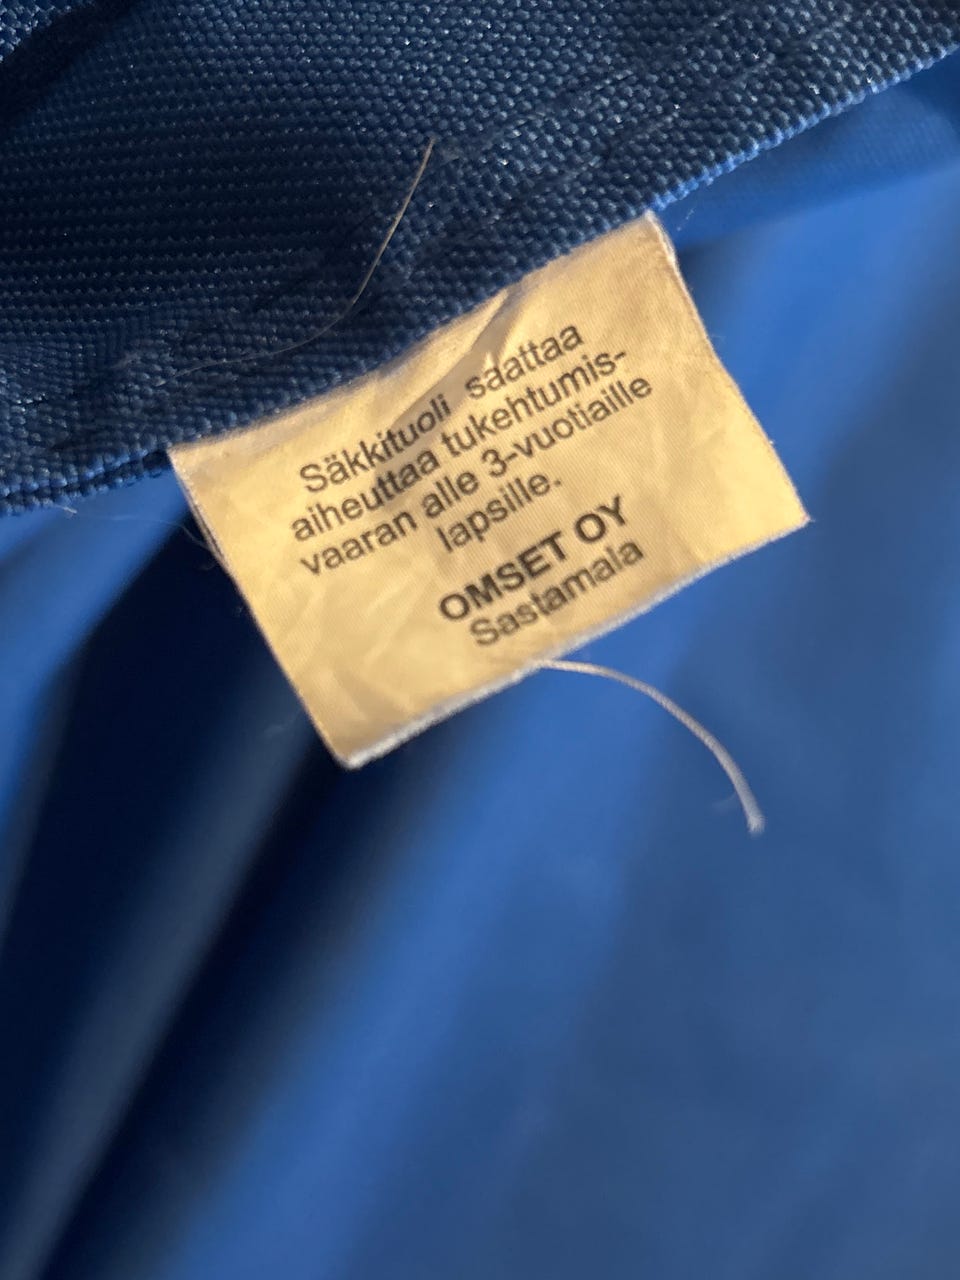 Säkkituoli saattaa
aiheuttaa tukehtumis-
vaaran alle 3-vuotiaille
lapsille.
OMSET OY
Sastamala